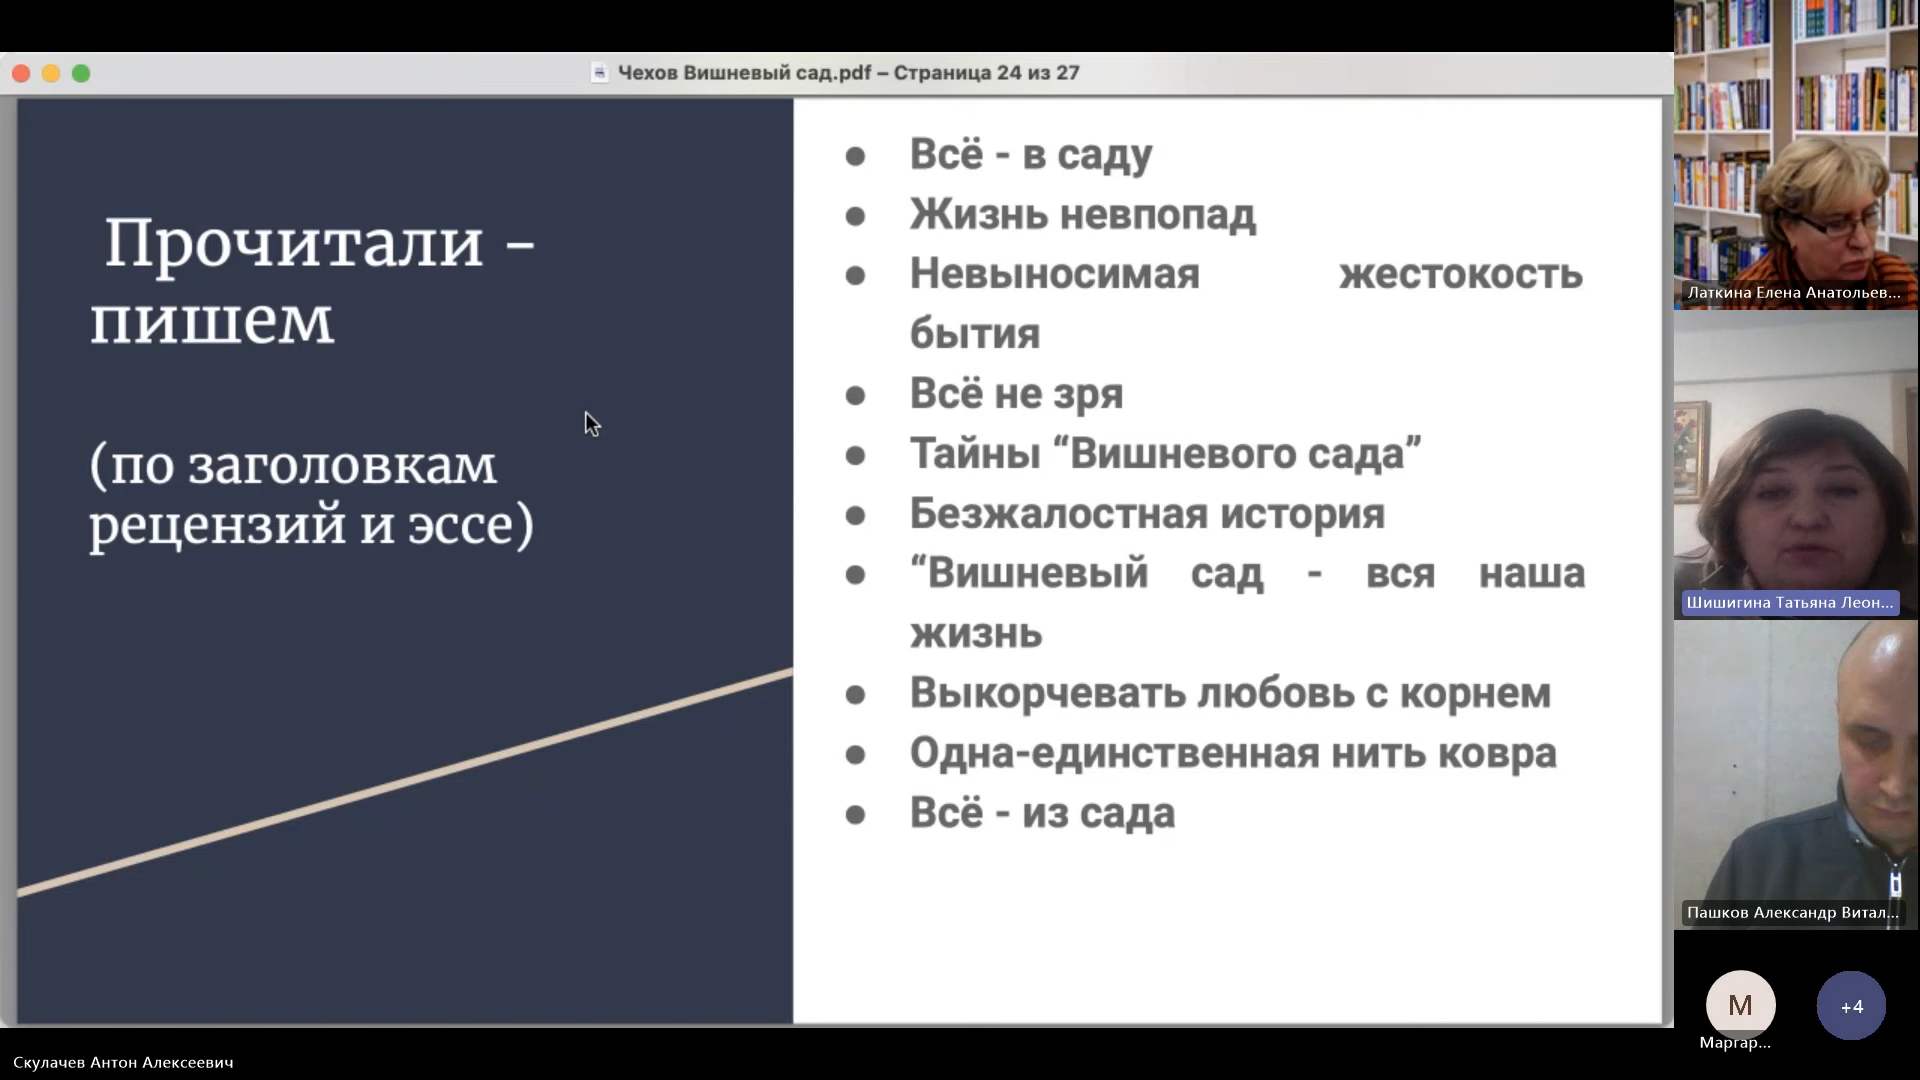 Чехов Вишневый сад.pdf – Страница 24 из 27
Прочитали -
пишем
(по заголовкам
рецензий и эссе)
Всё - в саду
Жизнь невпопад
Невыносимая жестокость
бытия
Всё не зря
Тайны “Вишневого сада”
Безжалостная история
“Вишневый сад - вся наша
жизнь
Выкорчевать любовь с корнем
Одна-единственная нить ковра
Всё - из сада
Латкина Елена Анатольев...
Шишигина Татьяна Леон...
Пашков Александр Витал...
М
Маргар...
+4
Скулачев Антон Алексеевич